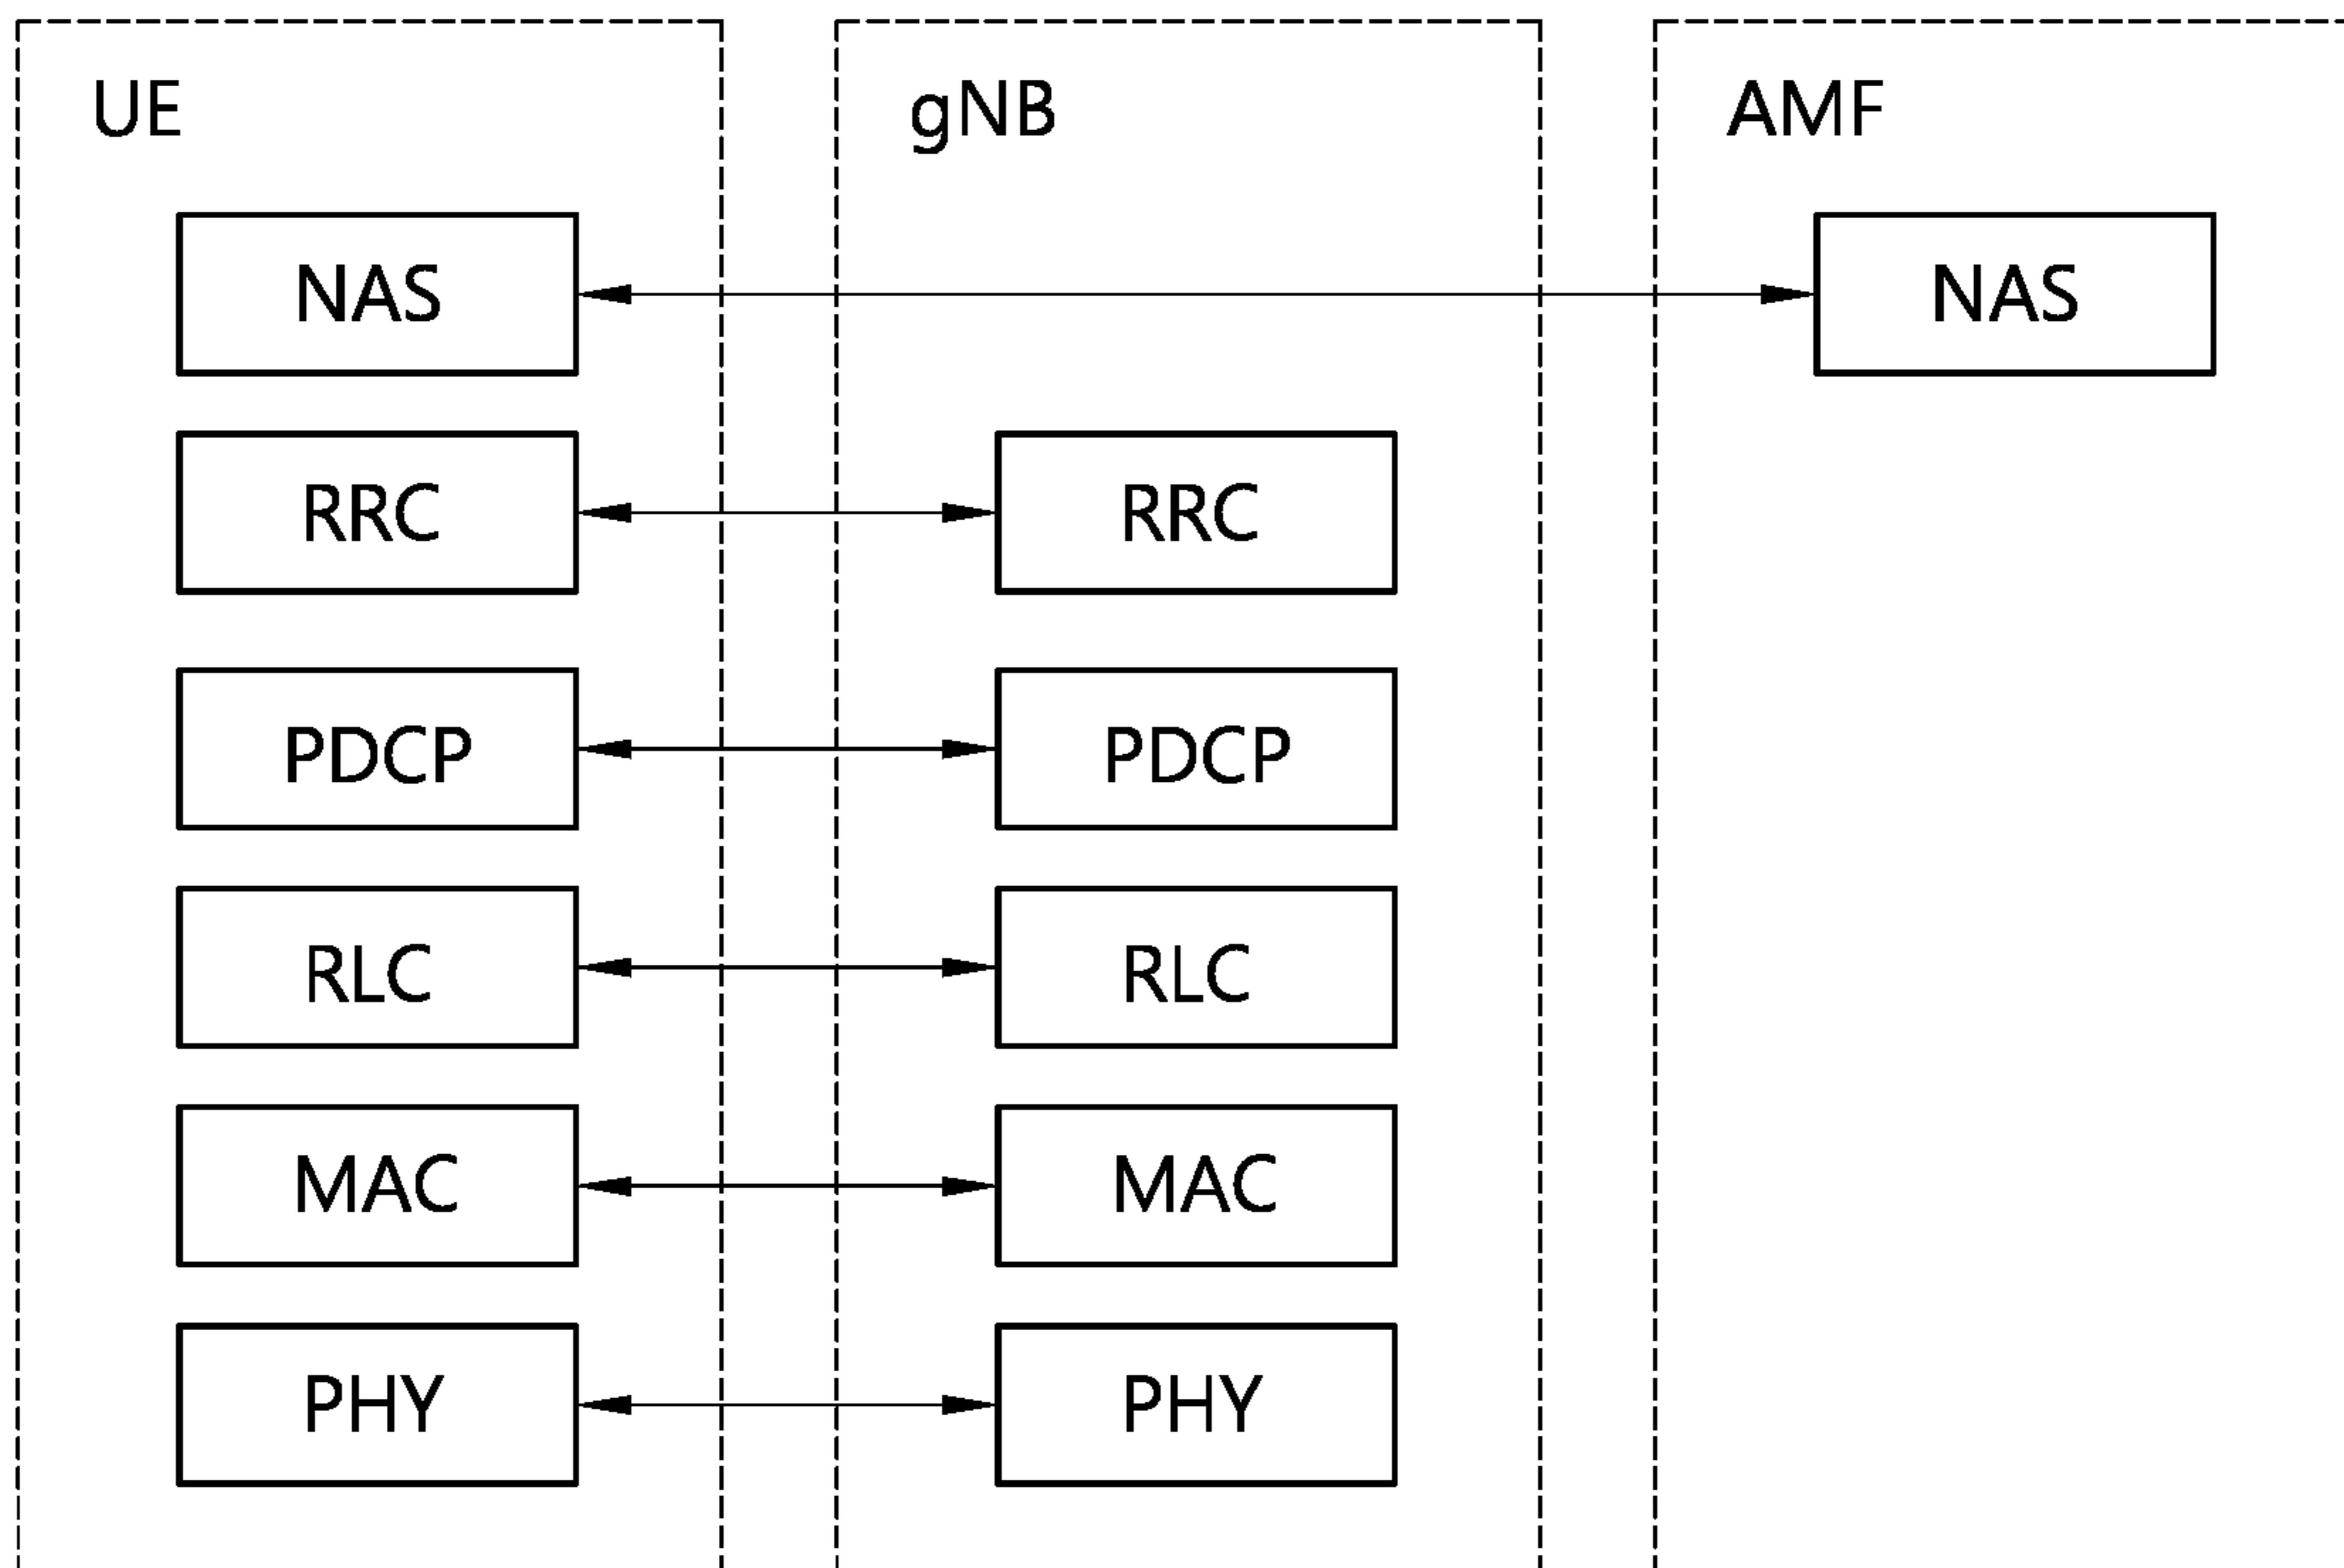 UE
gNB
AMF
NAS
NAS
RRC
RRC
PDCP
PDCP
RLC
RLC
MAC
MAC
PHY
PHY